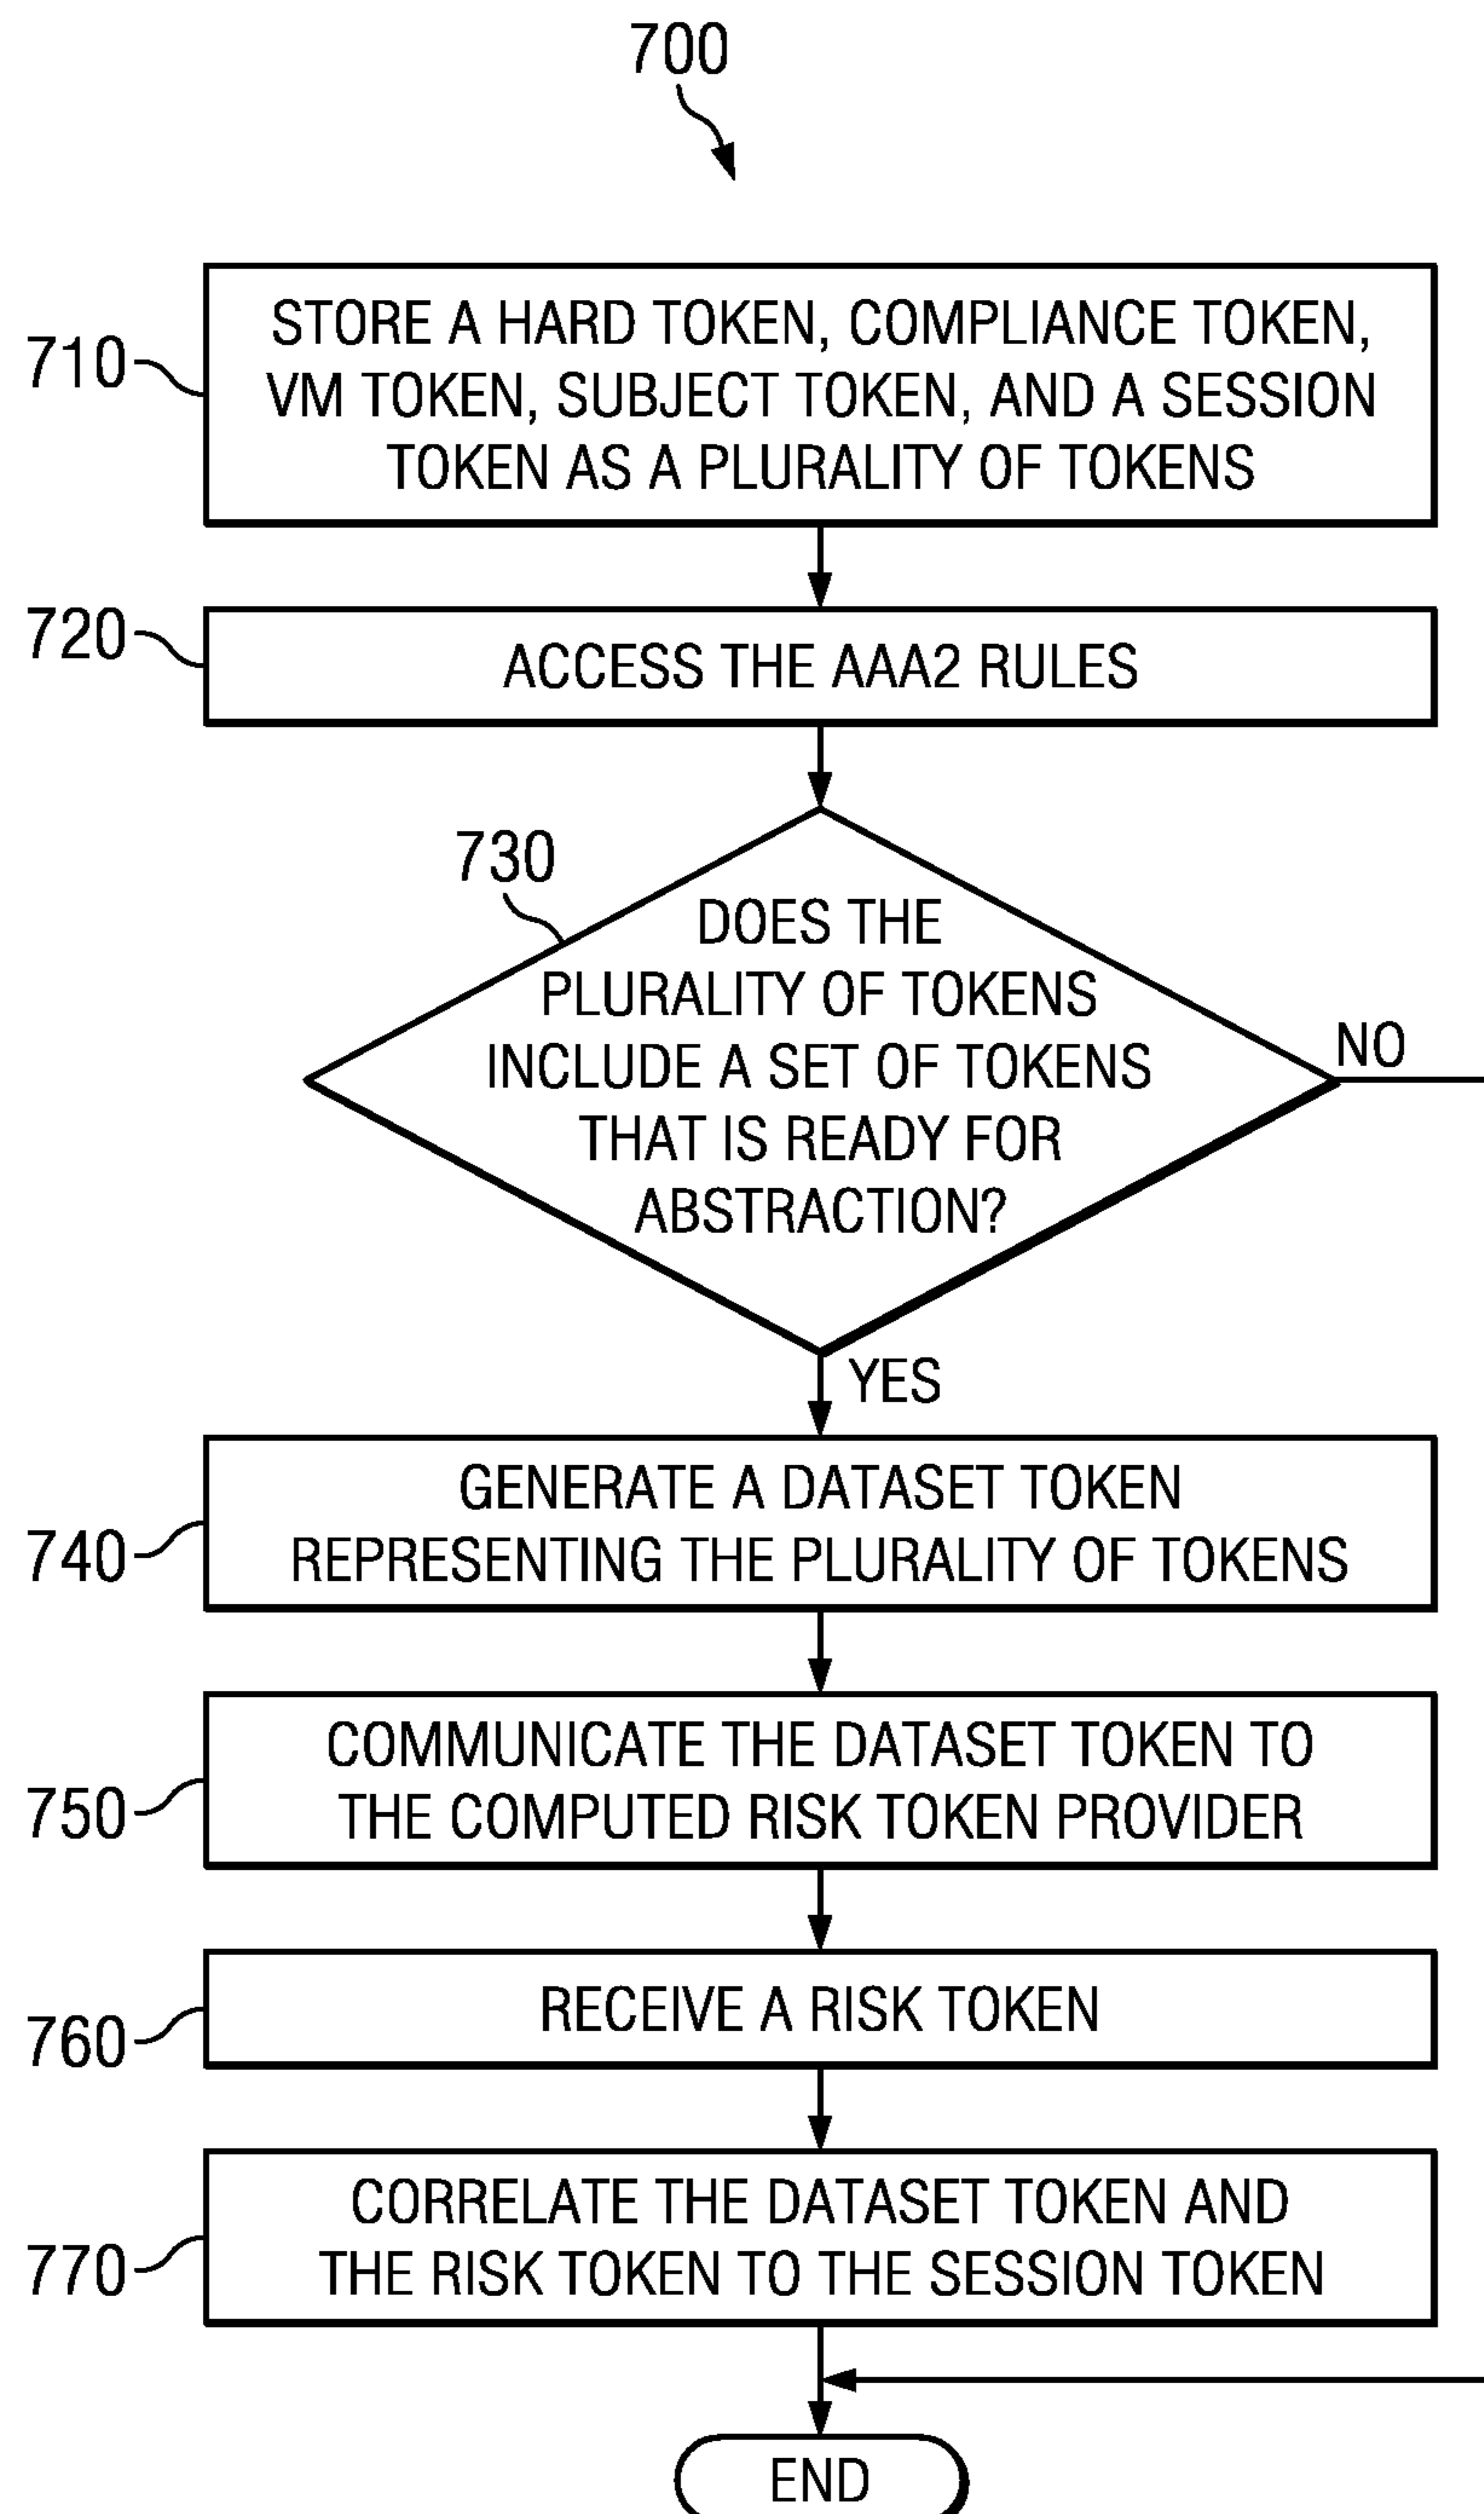 700
710
STORE A HARD TOKEN, COMPLIANCE TOKEN,
VM TOKEN, SUBJECT TOKEN, AND A SESSION
TOKEN AS A PLURALITY OF TOKENS
720
ACCESS THE AAA2 RULES
730
DOES THE
PLURALITY OF TOKENS
INCLUDE A SET OF TOKENS
THAT IS READY FOR
ABSTRACTION?
NO
YES
740
GENERATE A DATASET TOKEN
REPRESENTING THE PLURALITY OF TOKENS
750
COMMUNICATE THE DATASET TOKEN TO
THE COMPUTED RISK TOKEN PROVIDER
760
RECEIVE A RISK TOKEN
770
CORRELATE THE DATASET TOKEN AND
THE RISK TOKEN TO THE SESSION TOKEN
END